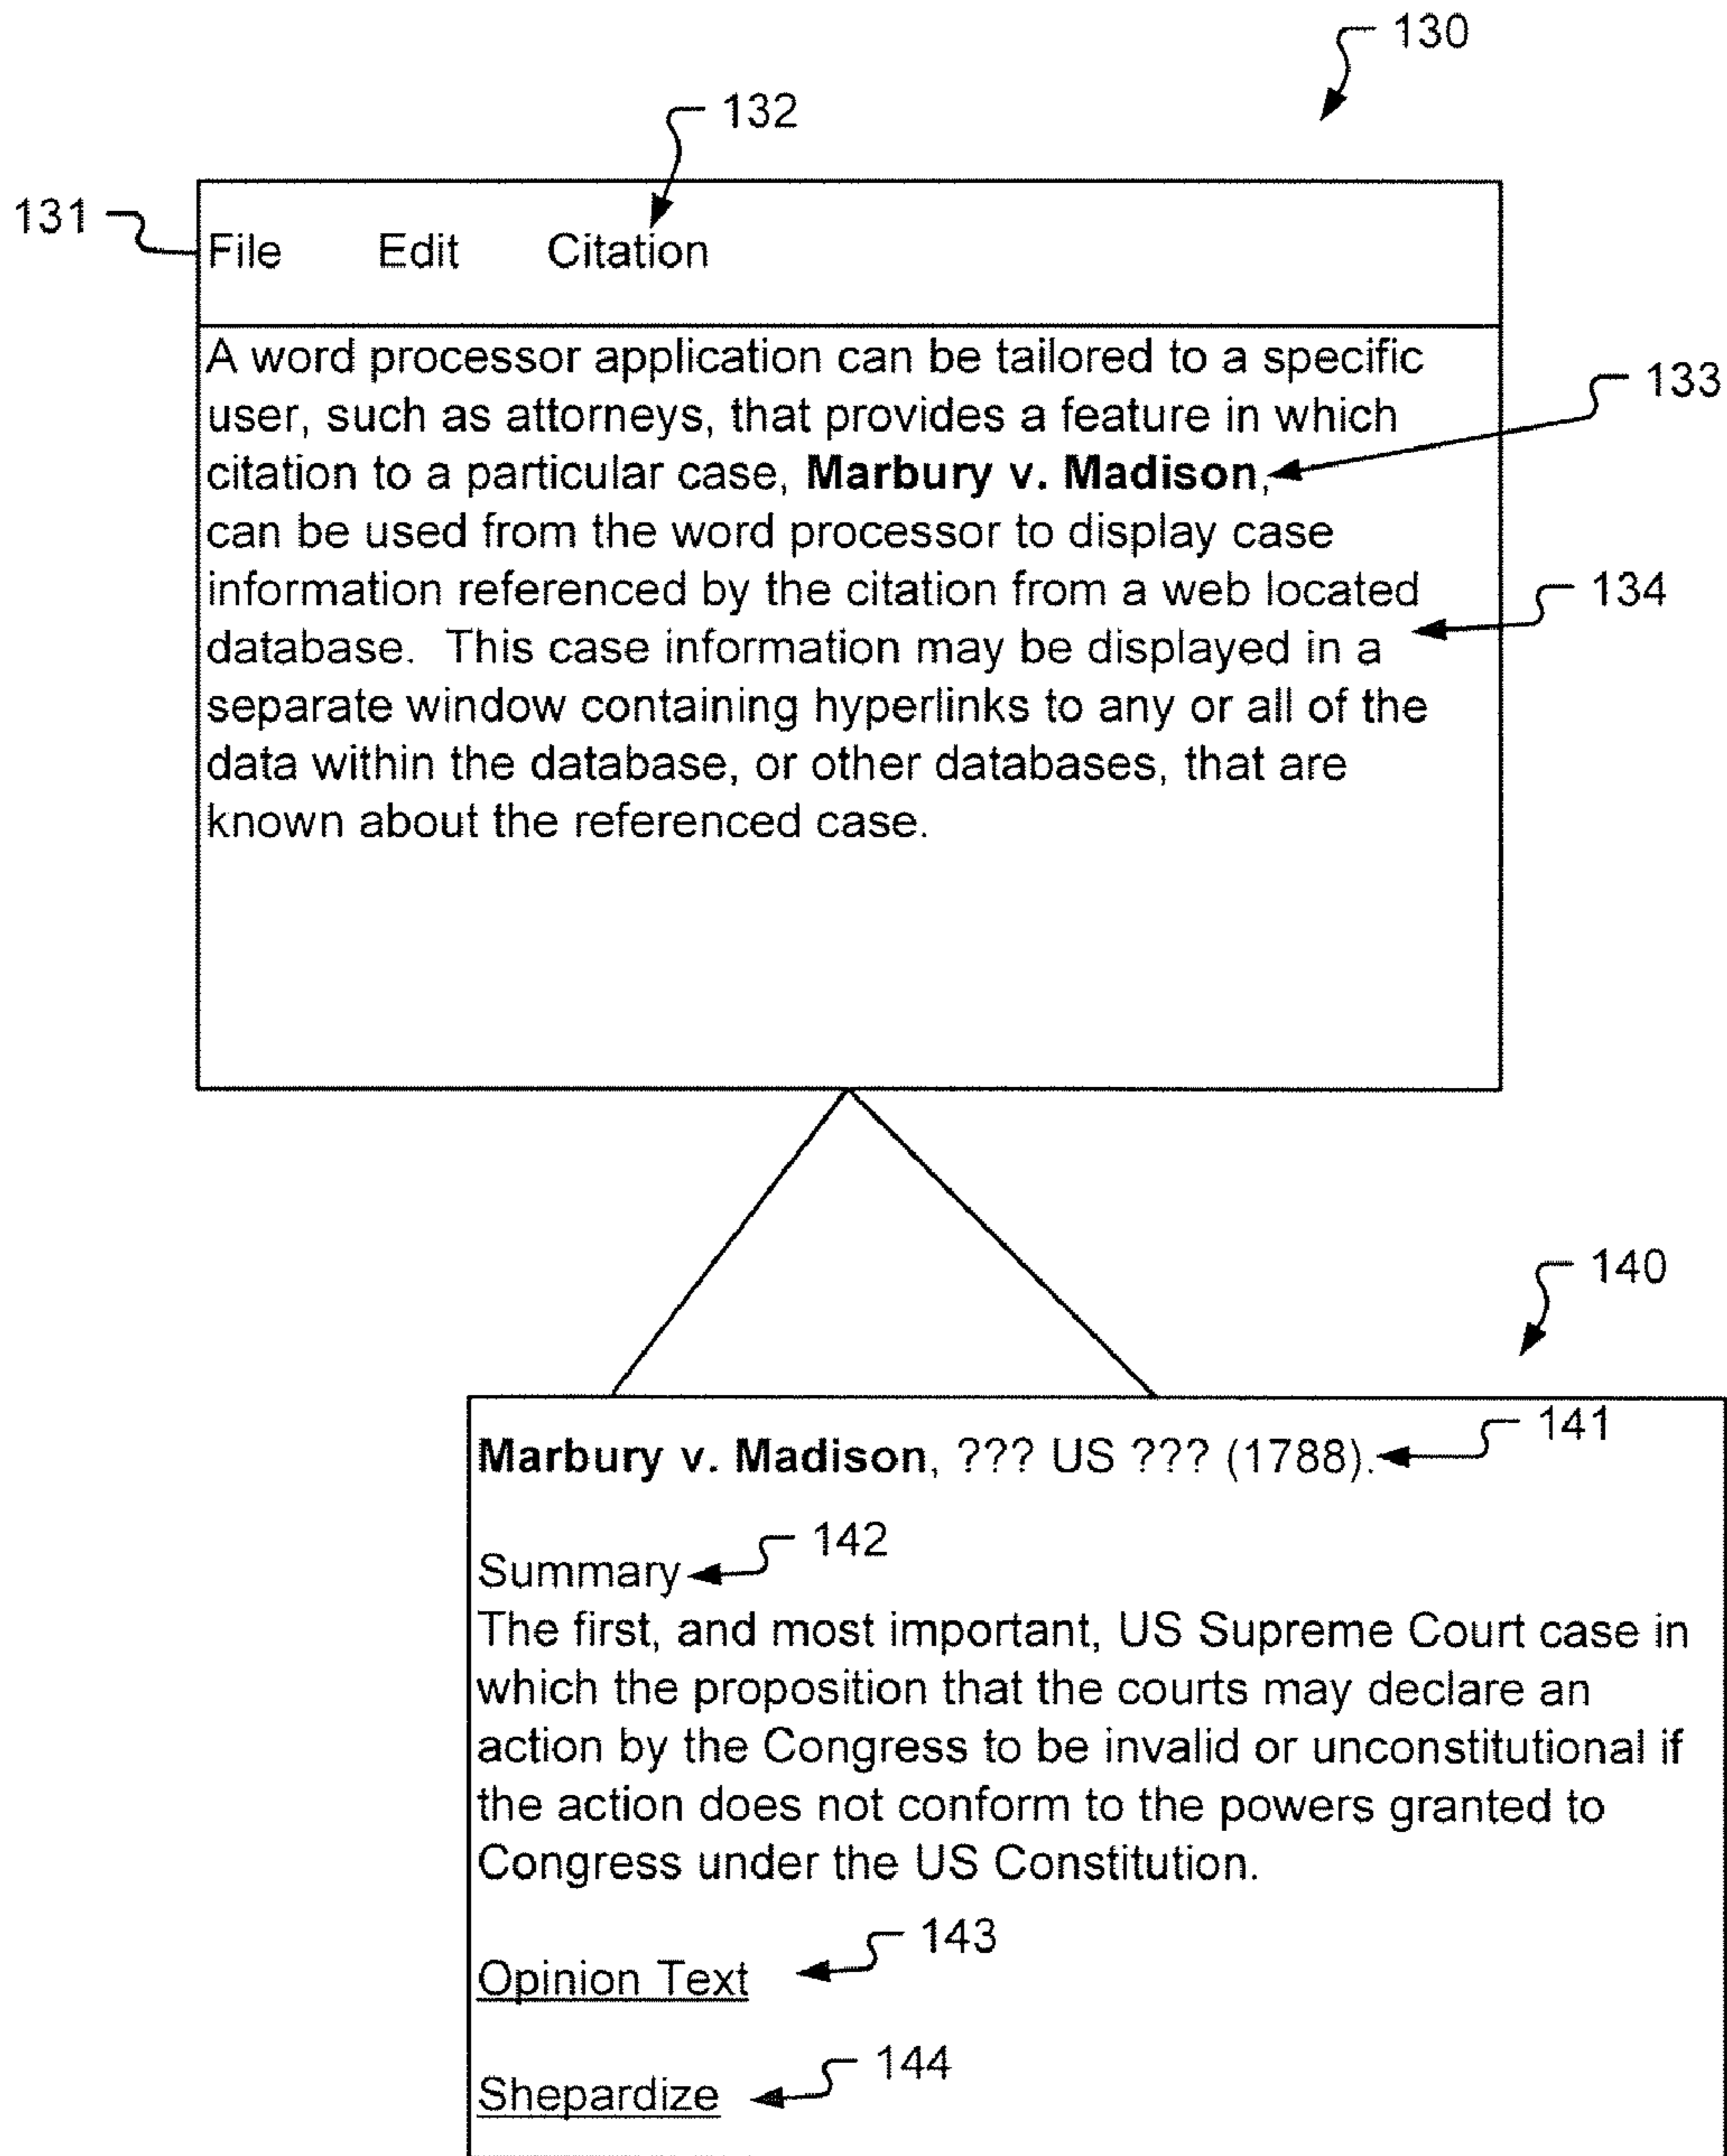 130
132
131
File Edit Citation
A word processor application can be tailored to a specific
user, such as attorneys, that provides a feature in which
133
citation to a particular case, Marbury v. Madison,
can be used from the word processor to display case
information referenced by the citation from a web located
134
database. This case information may be displayed in a
separate window containing hyperlinks to any or all of the
data within the database, or other databases, that are
known about the referenced case.
140
141
Marbury v. Madison, ??? US ??? (1788).
142
Summary
The first, and most important, US Supreme Court case in
which the proposition that the courts may declare an
action by the Congress to be invalid or unconstitutional if
the action does not conform to the powers granted to
Congress under the US Constitution.
143
Opinion Text
144
Shepardize